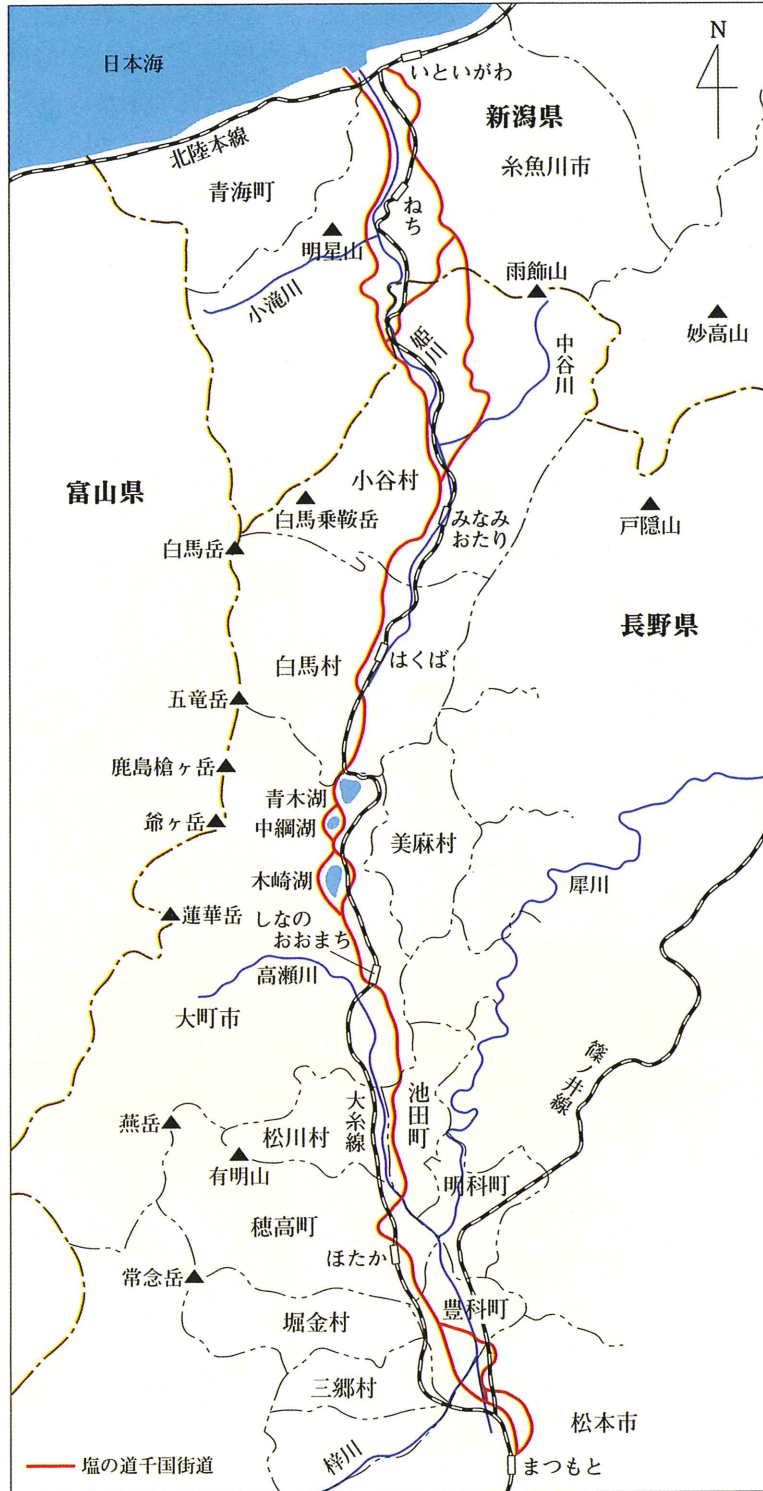 日本海
いといがわ
N
新潟県
北陸本線
糸魚川市
青海町
ねち
明星山
雨飾山
小滝川
姫川
中谷川
妙高山
小谷村
富山県
白馬乗鞍岳
みなみ
おたり
戸隠山
白馬岳
長野県
白馬村
はくば
五竜岳
鹿島槍ヶ岳
青木湖
爺ヶ岳
中綱湖
美麻村
木崎湖
犀川
蓮華岳
しなの
おおまち
高瀬川
大町市
篠ノ井線
燕岳
松川村
大糸線
池田町
有明山
明科町
穂高町
ほたか
常念岳
豊科町
堀金村
三郷村
松本市
梓川
塩の道千国街道
まつもと